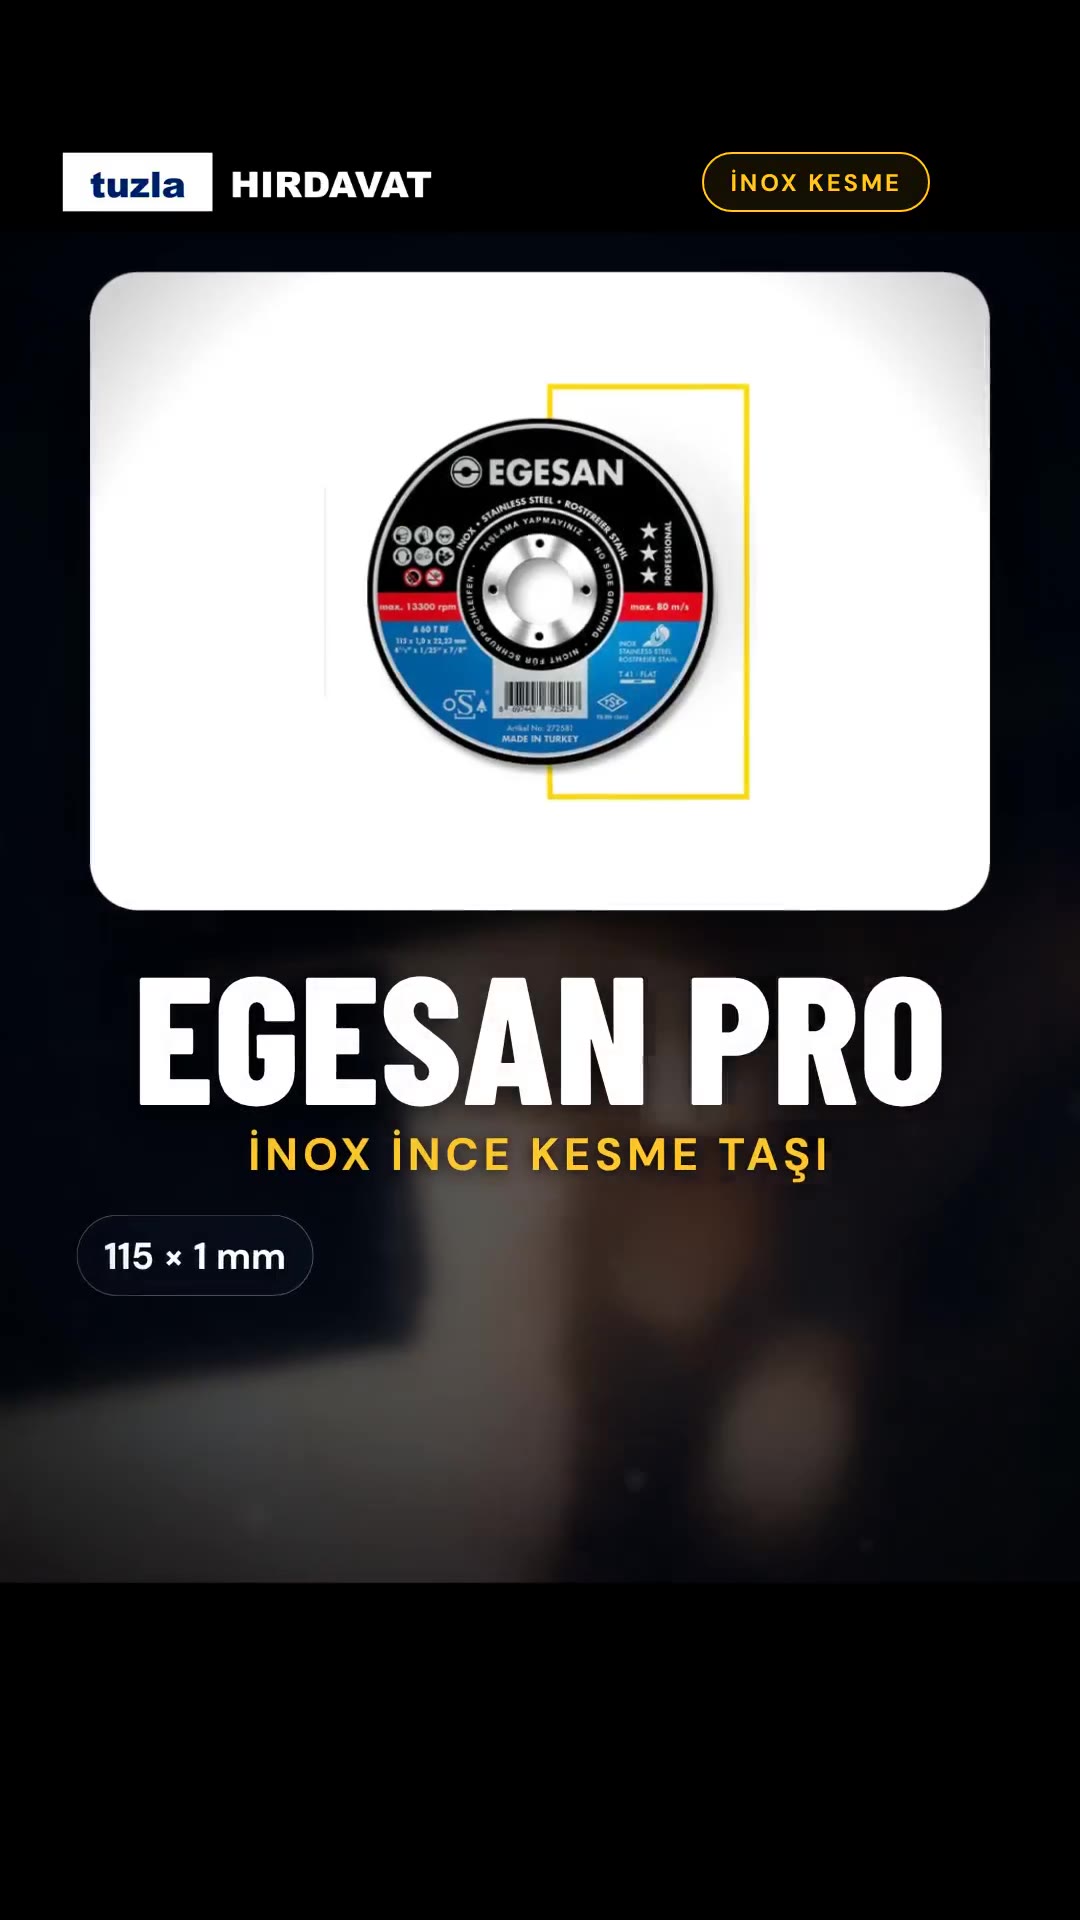 tuzla HIRDAVAT
İNOX KESME
EGESAN
INOX • STAINLESS STEEL • ROSTFREIER STAHL
TAŞLAMA YAPMAYINIZ - NO SIDE GRINDING - NICHT FÜR SCHRUPPSCHLEIFEN -
PROFESSIONAL
max. 13300 rpm
max. 80 m/s
A 60 T BF
115 x 1,0 x 22,23 mm
INOX
STAINLESS STEEL
ROSTFREIER STAHL
T 41 - FLAT
Artikel No: 272581
MADE IN TURKEY
EGESAN PRO
İNOX İNCE KESME TAŞI
115 × 1 mm